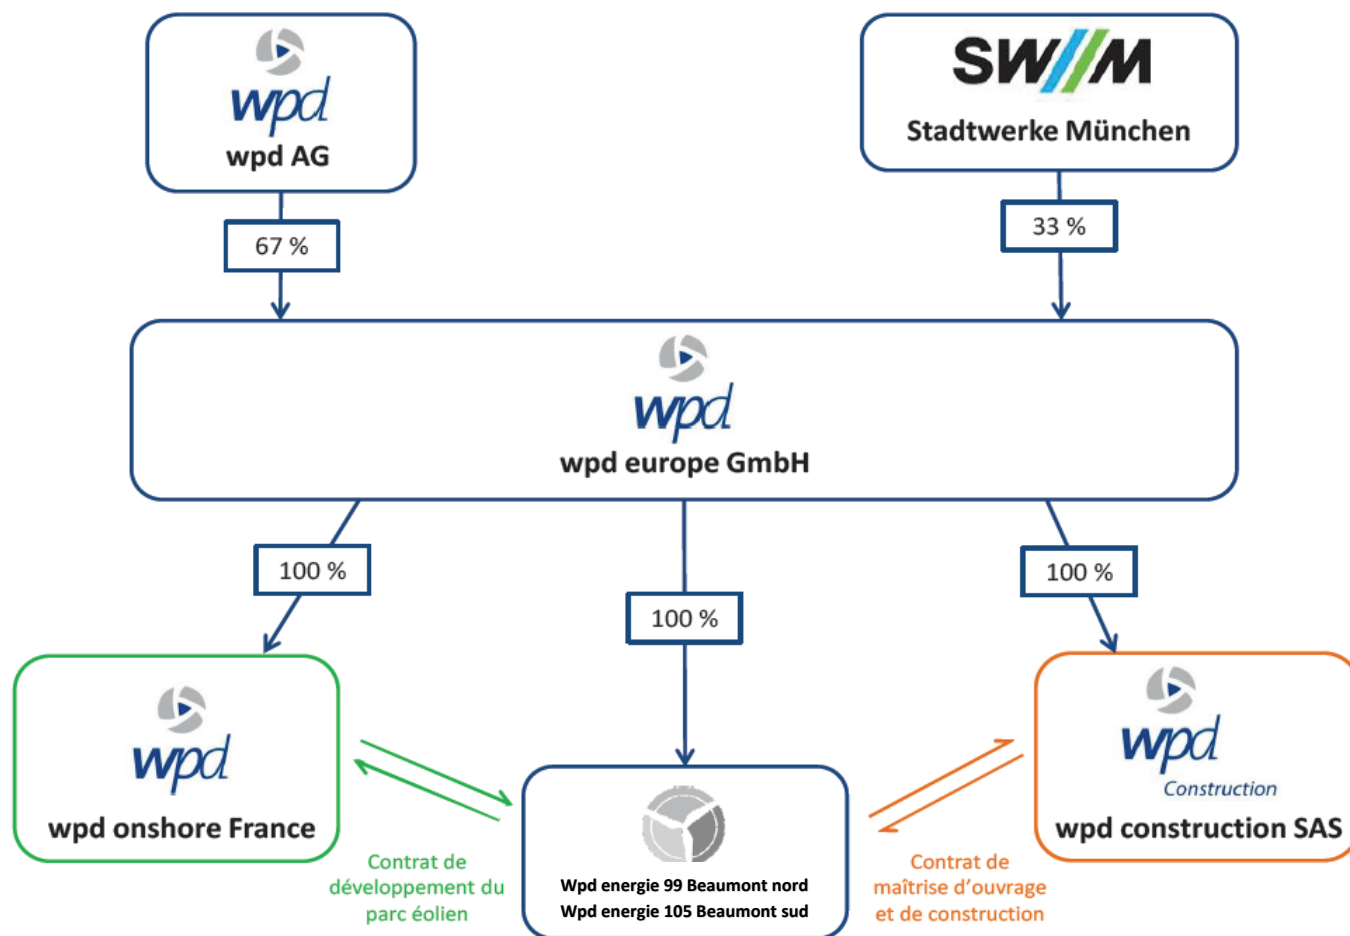 wpd
wpd AG
SWM
Stadtwerke München
67 %
33 %
wpd
wpd europe GmbH
100 %
100 %
100 %
wpd
wpd onshore France
wpd
Construction
wpd construction SAS
Contrat de
développement du
parc éolien
Wpd energie 99 Beaumont nord
Wpd energie 105 Beaumont sud
Contrat de
maîtrise d’ouvrage
et de construction